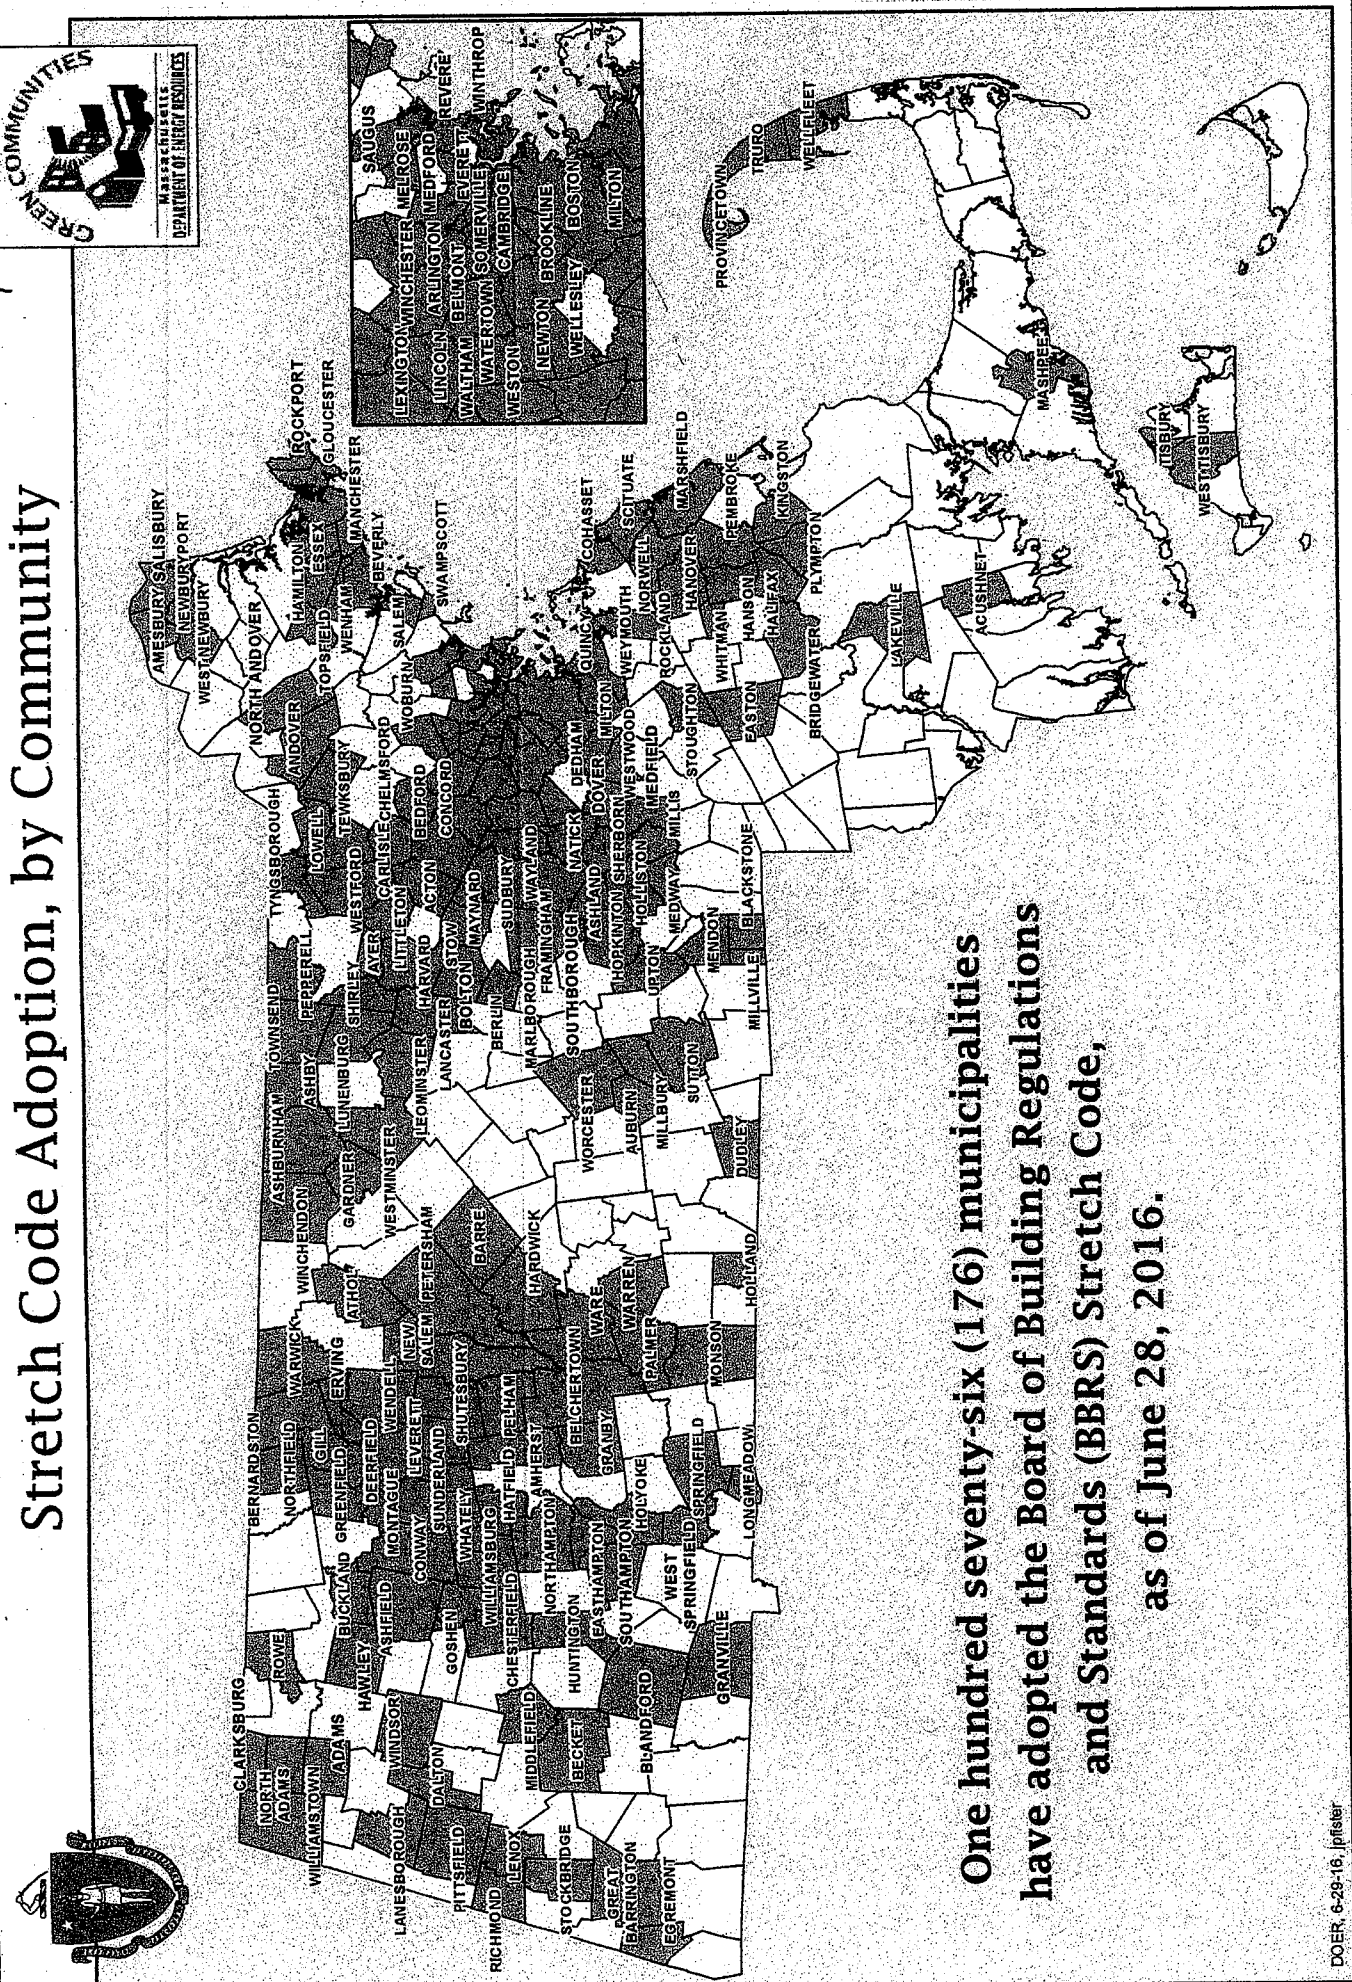 Stretch Code Adoption, by Community
GREEN COMMUNITIES
Massachusetts
DEPARTMENT OF ENERGY RESOURCES
CLARKSBURG
NORTH
ADAMS
WILLIAMSTOWN
ADAMS
LANESBOROUGH
WINDSOR
DALTON
PITTSFIELD
RICHMOND
LENOX
STOCKBRIDGE
GREAT
BARRINGTON
EGREMONT
MIDDLEFIELD
BECKET
BLANDFORD
GRANVILLE
ROWE
HAWLEY
BUCKLAND
ASHFIELD
GOSHEN
CHESTERFIELD
HUNTINGTON
BERNARDSTON
NORTHFIELD
GILL
GREENFIELD
DEERFIELD
MONTAGUE
CONWAY
LEVERETT
SUNDERLAND
WHATELY
WILLIAMSBURG
HATFIELD
NORTHAMPTON
AMHERST
EASTHAMPTON
SOUTHAMPTON
HOLYOKE
WEST
SPRINGFIELD
SPRINGFIELD
LONGMEADOW
WARWICK
ERVING
WENDELL
NEW
SALEM
SHUTESBURY
PELHAM
BELCHERTOWN
GRANBY
PALMER
MONSON
WINCHENDON
ATHOL
PETERSHAM
BARRE
HARDWICK
WARE
WARREN
HOLLAND
ASHBURNHAM
GARDNER
WESTMINSTER
TOWNSEND
ASHBY
LUNENBURG
LEOMINSTER
LANCASTER
PEPPERELL
SHIRLEY
AYER
HARVARD
BOLTON
BERLIN
MARLBOROUGH
SOUTHBOROUGH
WORCESTER
AUBURN
MILLBURY
SUTTON
DUDLEY
TYNGSBOROUGH
LOWELL
WESTFORD
TEWKSBURY
CHELMSFORD
CARLISLE
LITTLETON
ACTON
BEDFORD
CONCORD
STOW
MAYNARD
SUDBURY
WAYLAND
FRAMINGHAM
NATICK
ASHLAND
SHERBORN
HOPKINTON
HOLLISTON
UPTON
MEDWAY
MILLIS
MENDON
BLACKSTONE
MILLVILLE
AMESBURY
SALISBURY
NEWBURYPORT
WEST NEWBURY
NORTH ANDOVER
ANDOVER
HAMILTON
ESSEX
ROCKPORT
GLOUCESTER
MANCHESTER
TOPSFIELD
WENHAM
BEVERLY
SALEM
SWAMPSCOTT
WOBURN
DEDHAM
DOVER
MILTON
WESTWOOD
MEDFIELD
STOUGHTON
QUINCY
COHASSET
WEYMOUTH
SCITUATE
NORWELL
ROCKLAND
HANOVER
MARSHFIELD
WHITMAN
HANSON
PEMBROKE
HALIFAX
KINGSTON
PLYMPTON
EASTON
BRIDGEWATER
LAKEVILLE
ACUSHNET
SAUGUS
LEXINGTON
WINCHESTER
MELROSE
LINCOLN
ARLINGTON
MEDFORD
REVERE
WALTHAM
BELMONT
EVERETT
WINTHROP
WATERTOWN
SOMERVILLE
WESTON
CAMBRIDGE
NEWTON
BROOKLINE
WELLESLEY
BOSTON
MILTON
PROVINCETOWN
TRURO
WELLFLEET
MASHPEE
TISBURY
WEST TISBURY
One hundred seventy-six (176) municipalities
have adopted the Board of Building Regulations
and Standards (BBRS) Stretch Code,
as of June 28, 2016.
DOER, 6-29-16, jpfister